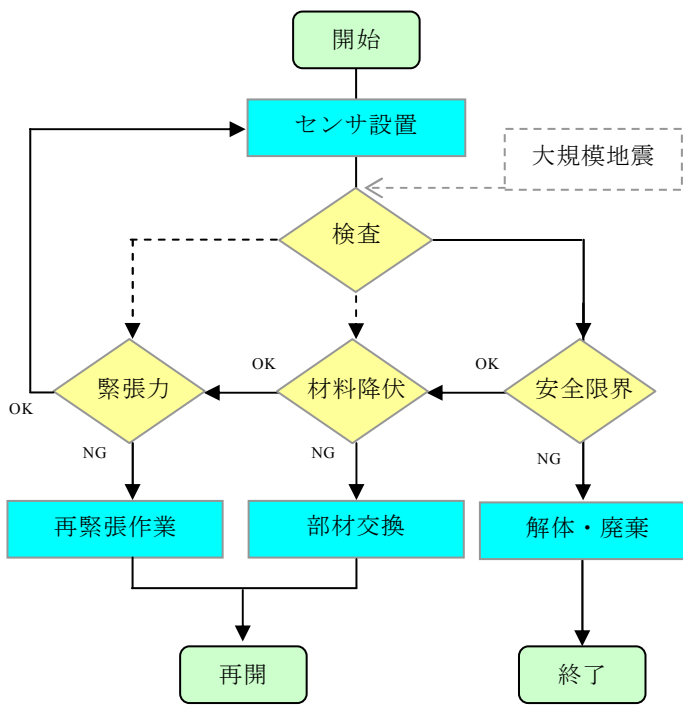 開始
センサ設置
大規模地震
検査
緊張力
OK
材料降伏
OK
安全限界
OK
NG
NG
NG
再緊張作業
部材交換
解体・廃棄
再開
終了